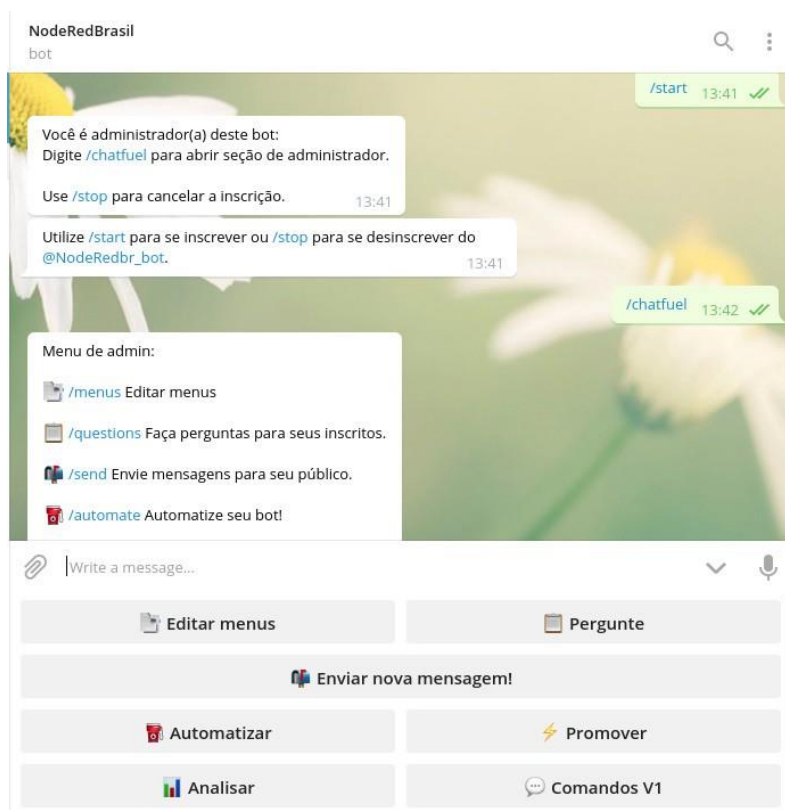 NodeRedBrasil
bot
/start 13:41
Você é administrador(a) deste bot:
Digite /chatfuel para abrir seção de administrador.
Use /stop para cancelar a inscrição. 13:41
Utilize /start para se inscrever ou /stop para se desinscrever do
@NodeRedbr_bot. 13:41
/chatfuel 13:42
Menu de admin:
/menus Editar menus
/questions Faça perguntas para seus inscritos.
/send Envie mensagens para seu público.
/automate Automatize seu bot!
Write a message...
Editar menus
Pergunte
Enviar nova mensagem!
Automatizar
Promover
Analisar
Comandos V1